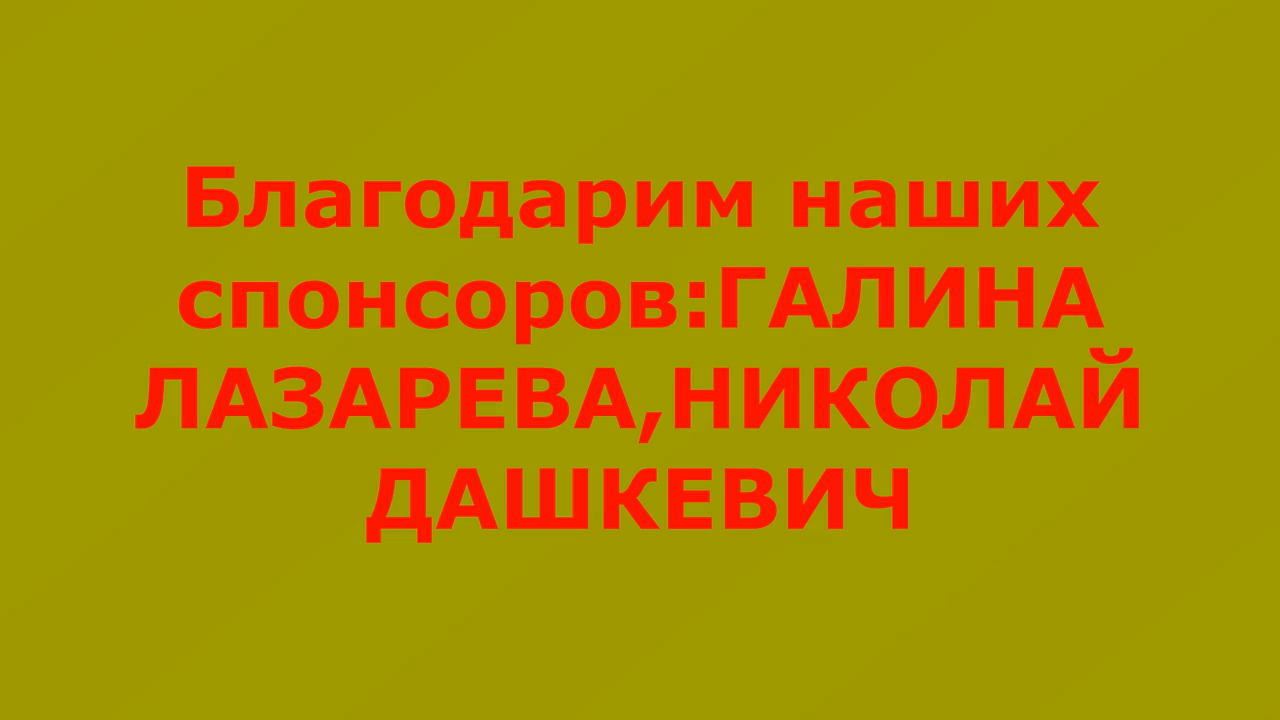 Благодарим наших
спонсоров:ГАЛИНА
ЛАЗАРЕВА,НИКОЛАЙ
ДАШКЕВИЧ